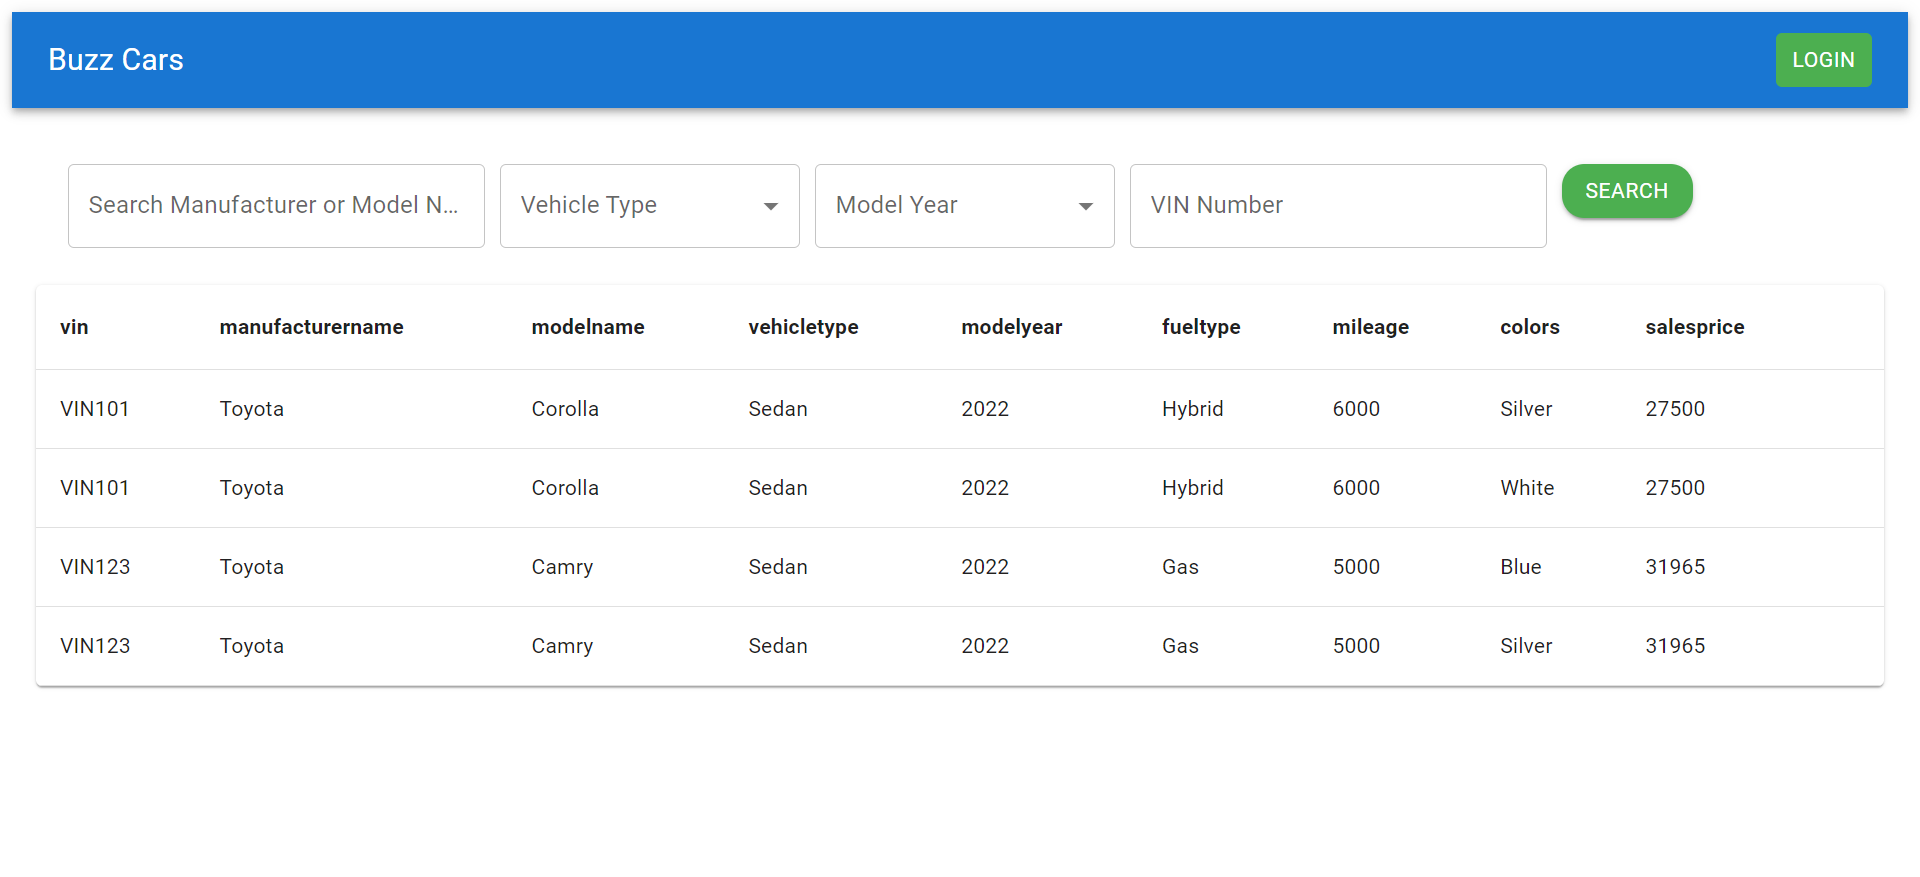 Buzz Cars LOGIN
Search Manufacturer or Model N... Vehicle Type Model Year VIN Number SEARCH
vin manufacturername modelname vehicletype modelyear fueltype mileage colors salesprice
VIN101 Toyota Corolla Sedan 2022 Hybrid 6000 Silver 27500
VIN101 Toyota Corolla Sedan 2022 Hybrid 6000 White 27500
VIN123 Toyota Camry Sedan 2022 Gas 5000 Blue 31965
VIN123 Toyota Camry Sedan 2022 Gas 5000 Silver 31965